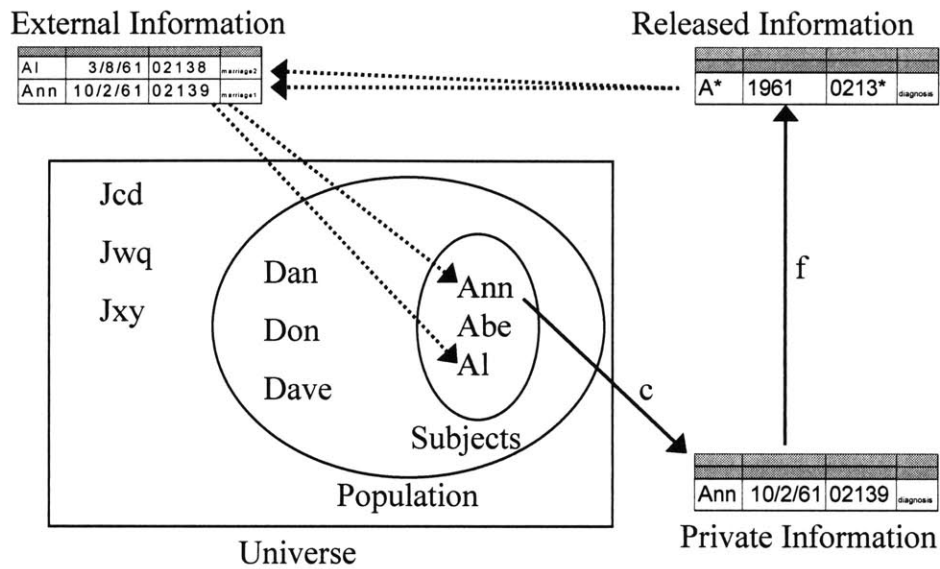 External Information
Al 3/8/61 02138 marriage2
Ann 10/2/61 02139 marriage1
Released Information
A* 1961 0213* diagnosis
Jcd
Jwq
Jxy
Dan
Don
Dave
Ann
Abe
Al
Subjects
Population
Universe
c
f
Ann 10/2/61 02139 diagnosis
Private Information